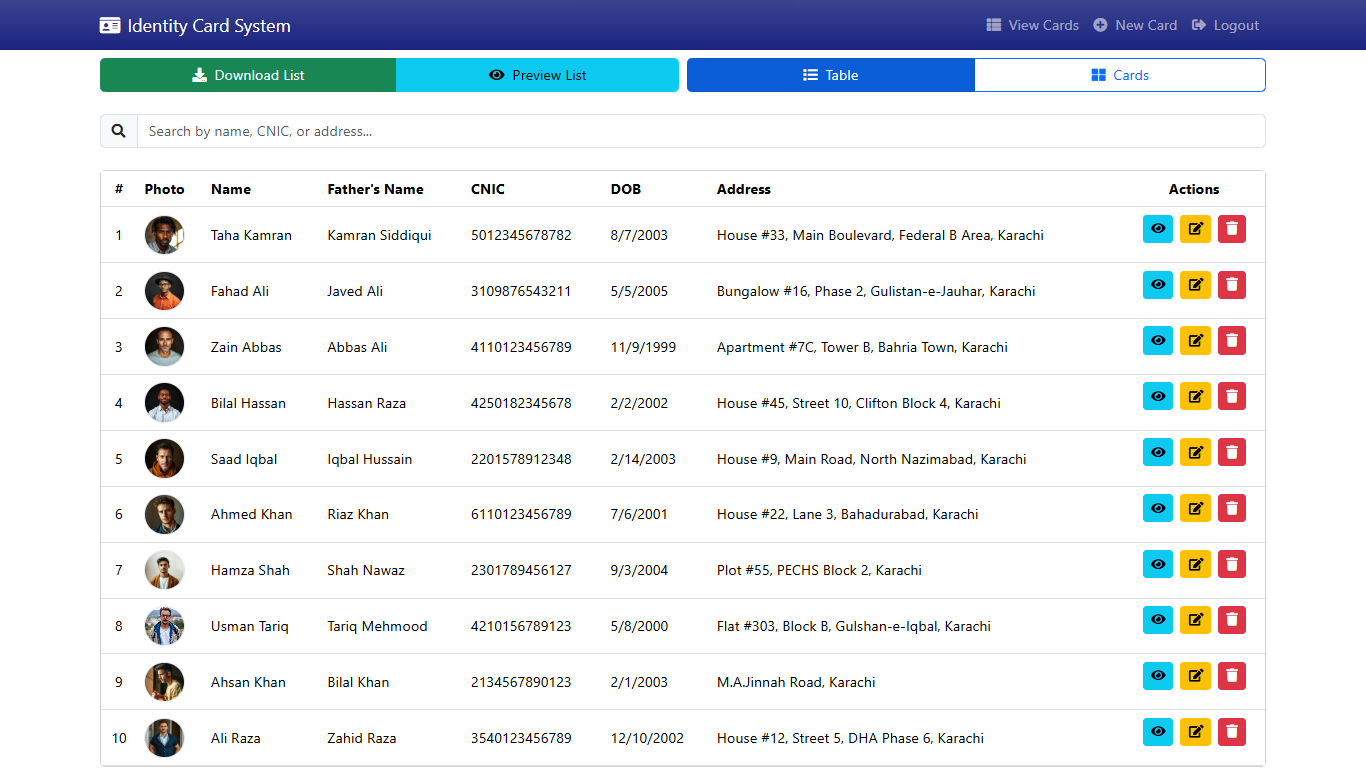 Identity Card System View Cards New Card Logout
Download List Preview List Table Cards
Search by name, CNIC, or address...
# Photo Name Father's Name CNIC DOB Address Actions
1 Taha Kamran Kamran Siddiqui 5012345678782 8/7/2003 House #33, Main Boulevard, Federal B Area, Karachi
2 Fahad Ali Javed Ali 3109876543211 5/5/2005 Bungalow #16, Phase 2, Gulistan-e-Jauhar, Karachi
3 Zain Abbas Abbas Ali 4110123456789 11/9/1999 Apartment #7C, Tower B, Bahria Town, Karachi
4 Bilal Hassan Hassan Raza 4250182345678 2/2/2002 House #45, Street 10, Clifton Block 4, Karachi
5 Saad Iqbal Iqbal Hussain 2201578912348 2/14/2003 House #9, Main Road, North Nazimabad, Karachi
6 Ahmed Khan Riaz Khan 6110123456789 7/6/2001 House #22, Lane 3, Bahadurabad, Karachi
7 Hamza Shah Shah Nawaz 2301789456127 9/3/2004 Plot #55, PECHS Block 2, Karachi
8 Usman Tariq Tariq Mehmood 4210156789123 5/8/2000 Flat #303, Block B, Gulshan-e-Iqbal, Karachi
9 Ahsan Khan Bilal Khan 2134567890123 2/1/2003 M.A.Jinnah Road, Karachi
10 Ali Raza Zahid Raza 3540123456789 12/10/2002 House #12, Street 5, DHA Phase 6, Karachi